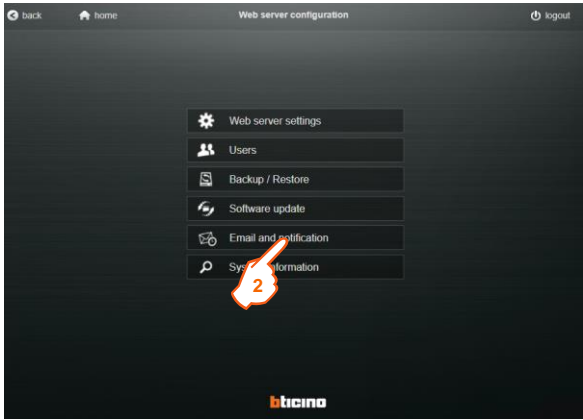 back home Web server configuration logout
Web server settings
Users
Backup / Restore
Software update
Email and notification
System information
2
bticino